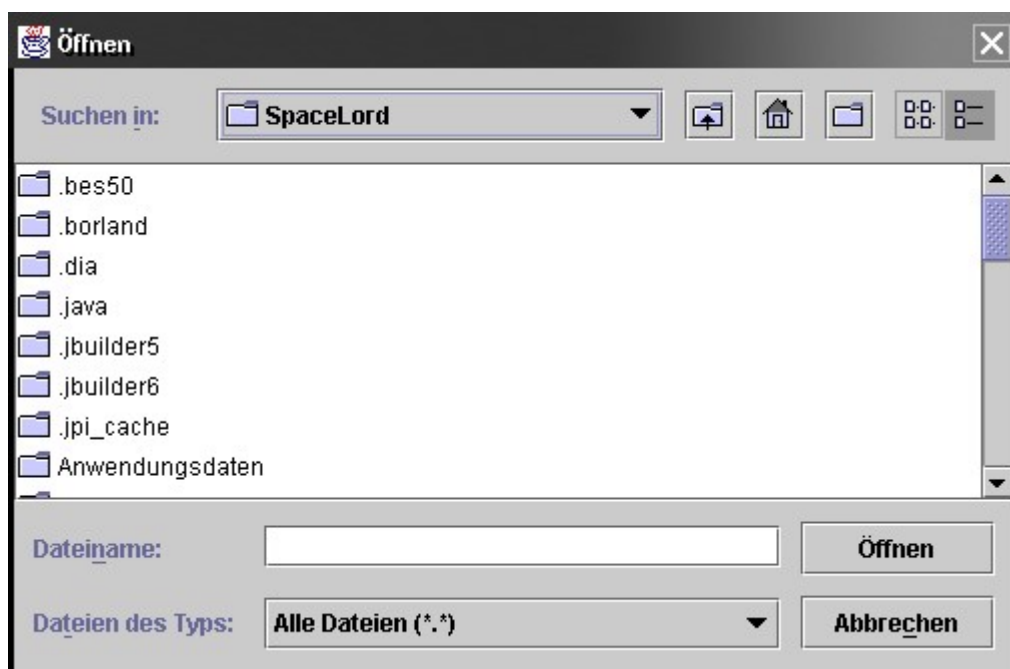 Öffnen
Suchen in: SpaceLord
.bes50
.borland
.dia
.java
.jbuilder5
.jbuilder6
.jpi_cache
Anwendungsdaten
Dateiname: Öffnen
Dateien des Typs: Alle Dateien (*.*) Abbrechen